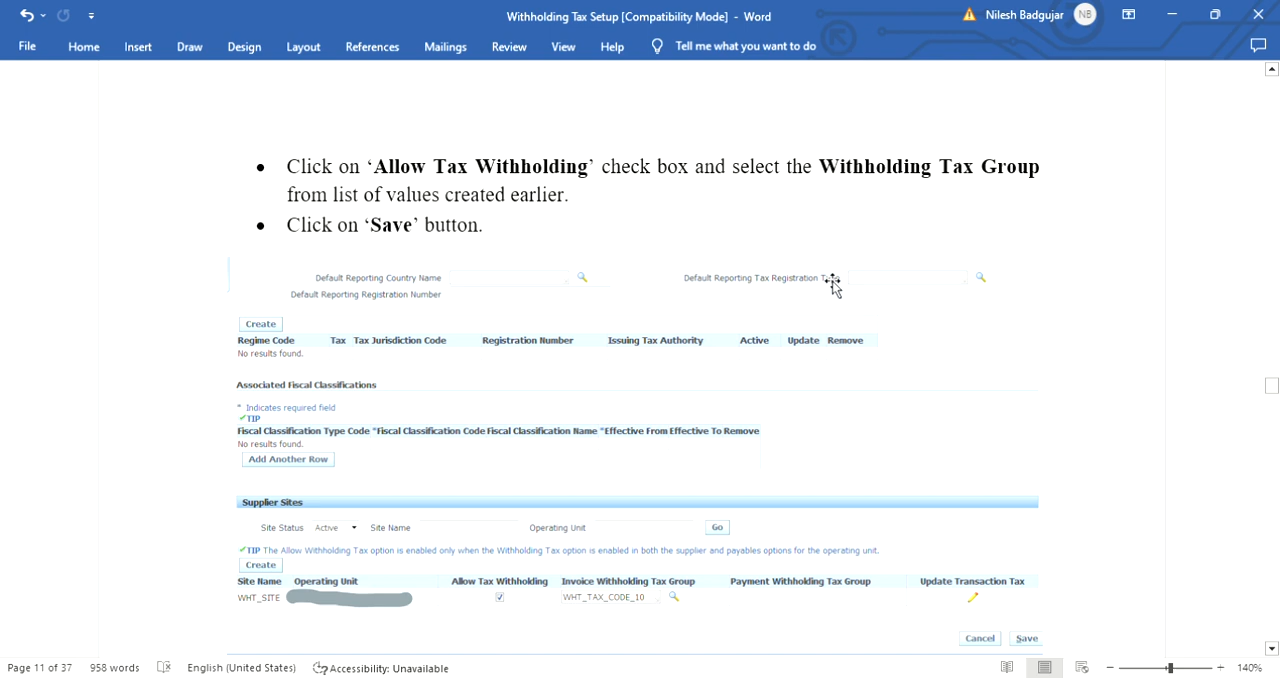 Withholding Tax Setup [Compatibility Mode] - Word
Nilesh Badgujar NB
File Home Insert Draw Design Layout References Mailings Review View Help Tell me what you want to do
• Click on ‘Allow Tax Withholding’ check box and select the Withholding Tax Group
from list of values created earlier.
• Click on ‘Save’ button.
Default Reporting Country Name Default Reporting Tax Registration
Default Reporting Registration Number
Create
Regime Code Tax Tax Jurisdiction Code Registration Number Issuing Tax Authority Active Update Remove
No results found.
Associated Fiscal Classifications
* Indicates required field
TIP
Fiscal Classification Type Code *Fiscal Classification Code Fiscal Classification Name *Effective From Effective To Remove
No results found.
Add Another Row
Supplier Sites
Site Status Active Site Name Operating Unit Go
TIP The Allow Withholding Tax option is enabled only when the Withholding Tax option is enabled in both the supplier and payables options for the operating unit.
Create
Site Name Operating Unit Allow Tax Withholding Invoice Withholding Tax Group Payment Withholding Tax Group Update Transaction Tax
WHT_SITE WHT_TAX_CODE_10
Cancel Save
Page 11 of 37 958 words English (United States) Accessibility: Unavailable 140%